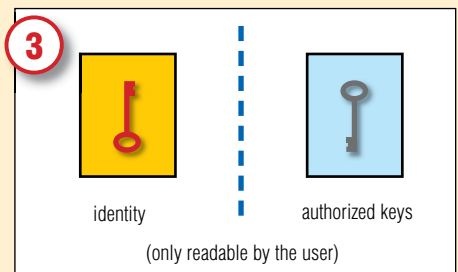 3
identity
authorized keys
(only readable by the user)